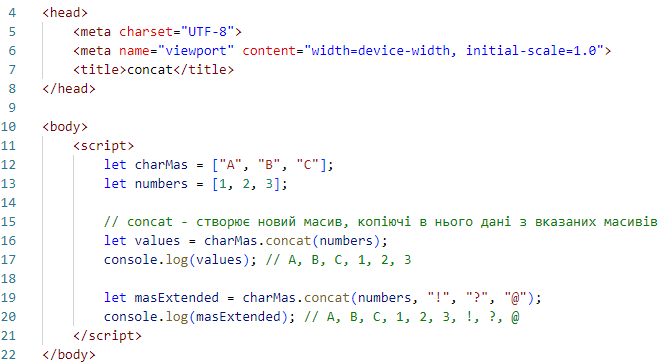 4 <head>
5     <meta charset="UTF-8">
6     <meta name="viewport" content="width=device-width, initial-scale=1.0">
7     <title>concat</title>
8 </head>
9
10 <body>
11     <script>
12         let charMas = ["A", "B", "C"];
13         let numbers = [1, 2, 3];
14
15         // concat - створює новий масив, копіючі в нього дані з вказаних масивів
16         let values = charMas.concat(numbers);
17         console.log(values); // A, B, C, 1, 2, 3
18
19         let masExtended = charMas.concat(numbers, "!", "?", "@");
20         console.log(masExtended); // A, B, C, 1, 2, 3, !, ?, @
21     </script>
22 </body>